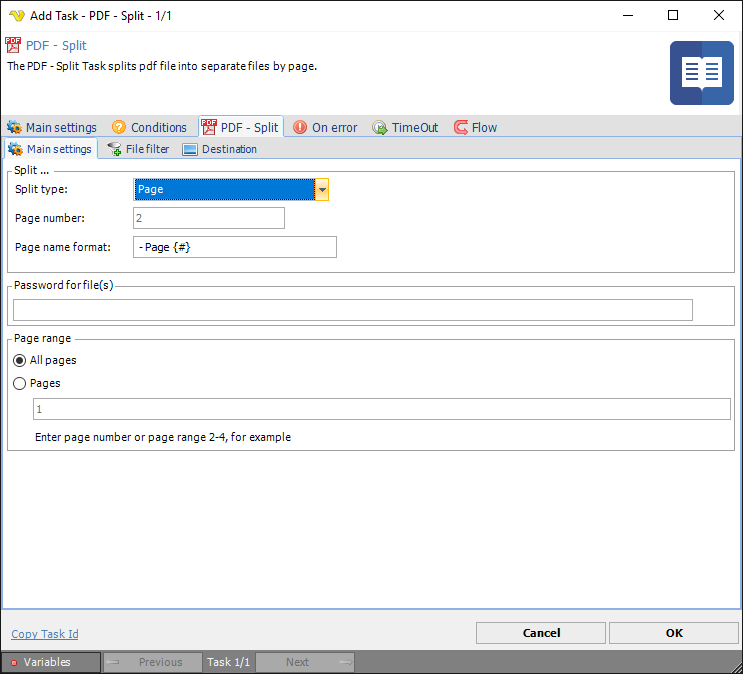 Add Task - PDF - Split - 1/1
PDF PDF - Split
The PDF - Split Task splits pdf file into separate files by page.
Main settings Conditions PDF PDF - Split On error TimeOut Flow
Main settings File filter Destination
Split ...
Split type: Page
Page number: 2
Page name format: - Page {#}
Password for file(s)
Page range
All pages
Pages
1
Enter page number or page range 2-4, for example
Copy Task Id Cancel OK
Variables Previous Task 1/1 Next